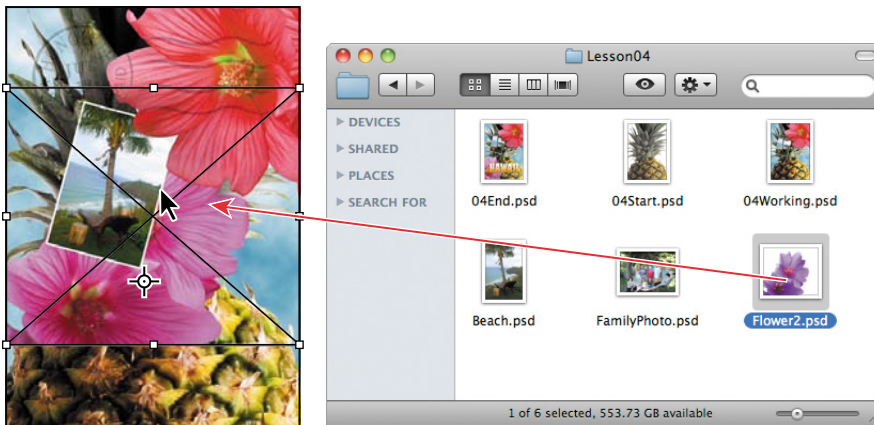 Lesson04
DEVICES
SHARED
PLACES
SEARCH FOR
04End.psd
04Start.psd
04Working.psd
Beach.psd
FamilyPhoto.psd
Flower2.psd
1 of 6 selected, 553.73 GB available
HAWAII